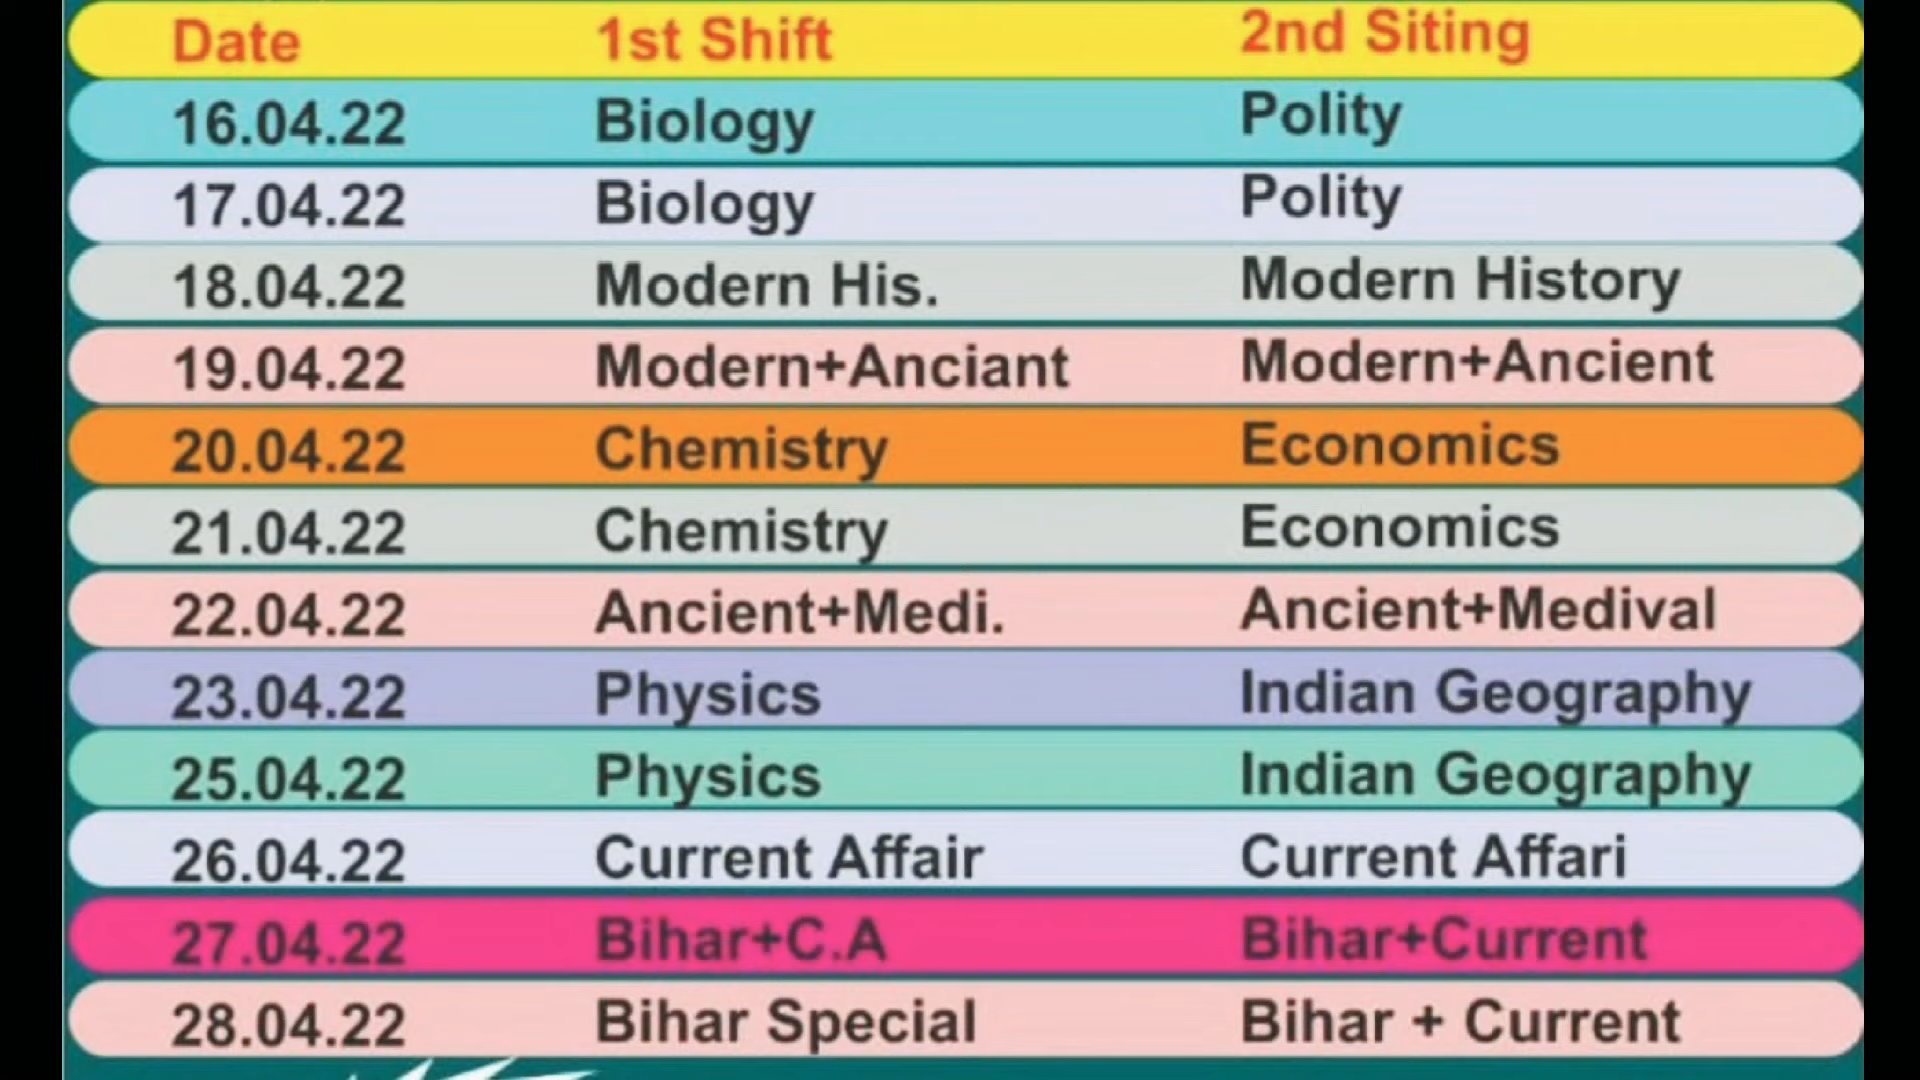 Date 1st Shift 2nd Siting
16.04.22 Biology Polity
17.04.22 Biology Polity
18.04.22 Modern His. Modern History
19.04.22 Modern+Anciant Modern+Ancient
20.04.22 Chemistry Economics
21.04.22 Chemistry Economics
22.04.22 Ancient+Medi. Ancient+Medival
23.04.22 Physics Indian Geography
25.04.22 Physics Indian Geography
26.04.22 Current Affair Current Affari
27.04.22 Bihar+C.A Bihar+Current
28.04.22 Bihar Special Bihar + Current